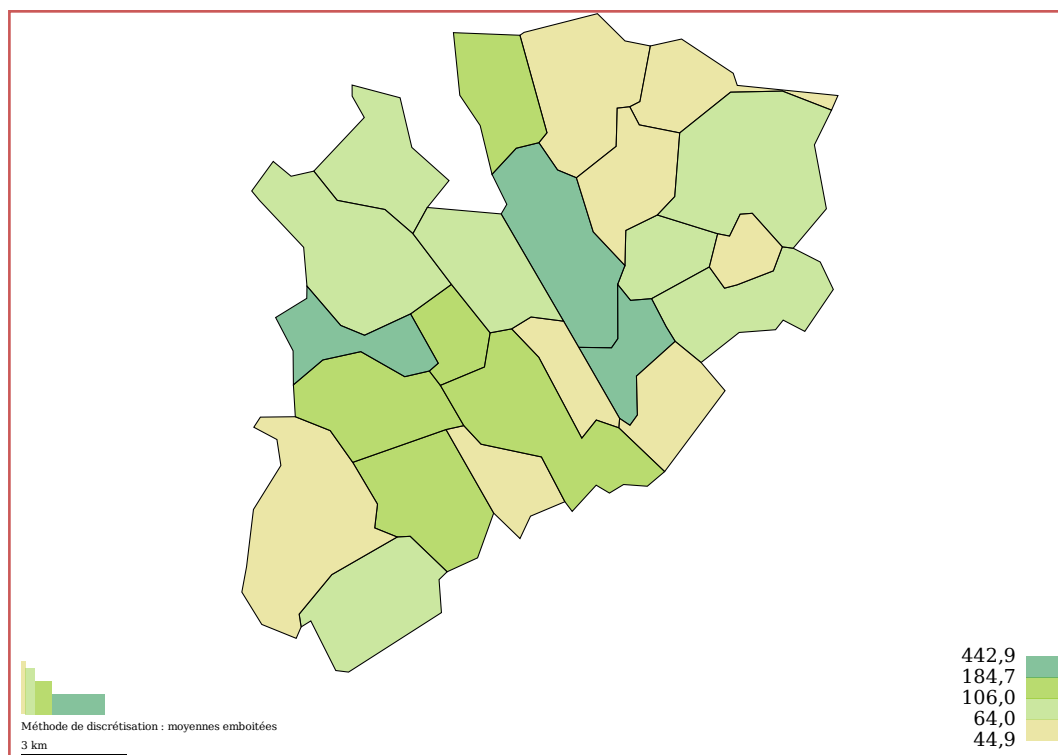 442,9
184,7
106,0
64,0
44,9
Méthode de discrétisation : moyennes emboitées
3 km